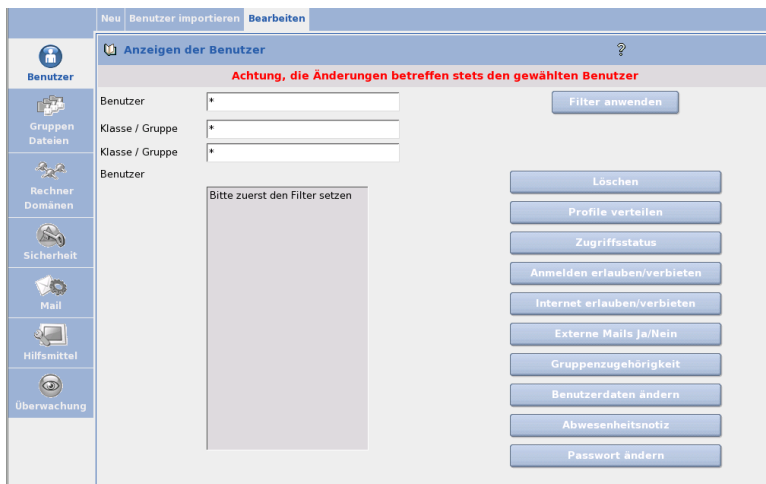 Neu Benutzer importieren Bearbeiten
Benutzer
Gruppen
Dateien
Rechner
Domänen
Sicherheit
Mail
Hilfsmittel
Überwachung
Anzeigen der Benutzer ?
Achtung, die Änderungen betreffen stets den gewählten Benutzer
Benutzer * Filter anwenden
Klasse / Gruppe *
Klasse / Gruppe *
Benutzer
Bitte zuerst den Filter setzen
Löschen
Profile verteilen
Zugriffsstatus
Anmelden erlauben/verbieten
Internet erlauben/verbieten
Externe Mails Ja/Nein
Gruppenzugehörigkeit
Benutzerdaten ändern
Abwesenheitsnotiz
Passwort ändern